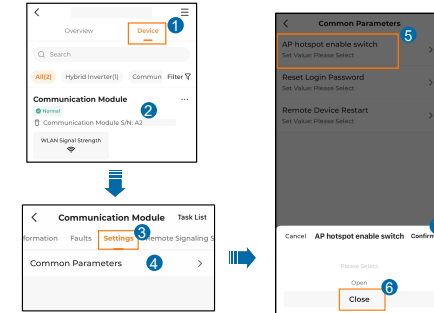 Overview
Device
1
Search
All(2)
Hybrid Inverter(1)
Commun
Filter
Communication Module
...
Normal
2
Communication Module S/N: A2
WLAN Signal Strength
Communication Module
Task List
3
formation
Faults
Settings
Remote Signaling S
Common Parameters
4
Common Parameters
5
AP hotspot enable switch
Set Value: Please Select
Reset Login Password
Set Value: Please Select
Remote Device Restart
Set Value: Please Select
Cancel
AP hotspot enable switch
Confirm
Please Select
Open
6
Close